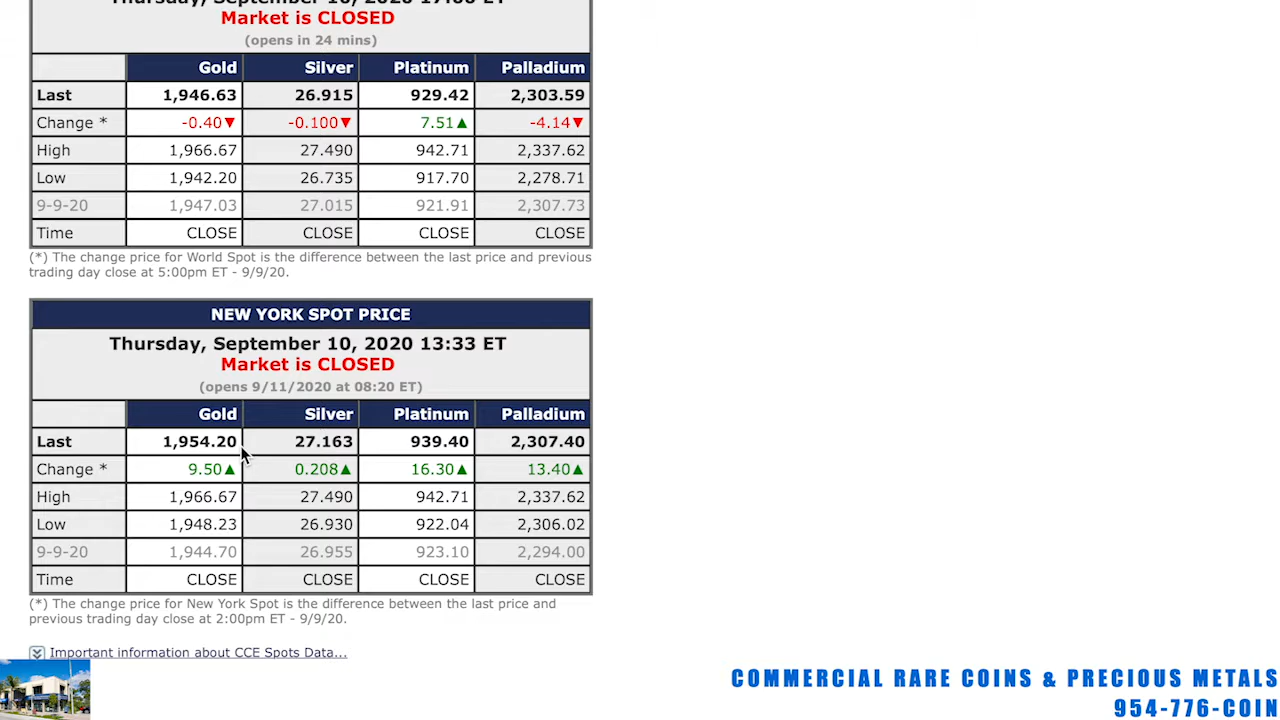 Thursday, September 10, 2020 17:00 ET
Market is CLOSED
(opens in 24 mins)
Gold Silver Platinum Palladium
Last 1,946.63 26.915 929.42 2,303.59
Change * -0.40▼ -0.100▼ 7.51▲ -4.14▼
High 1,966.67 27.490 942.71 2,337.62
Low 1,942.20 26.735 917.70 2,278.71
9-9-20 1,947.03 27.015 921.91 2,307.73
Time CLOSE CLOSE CLOSE CLOSE
(*) The change price for World Spot is the difference between the last price and previous
trading day close at 5:00pm ET - 9/9/20.
NEW YORK SPOT PRICE
Thursday, September 10, 2020 13:33 ET
Market is CLOSED
(opens 9/11/2020 at 08:20 ET)
Gold Silver Platinum Palladium
Last 1,954.20 27.163 939.40 2,307.40
Change * 9.50▲ 0.208▲ 16.30▲ 13.40▲
High 1,966.67 27.490 942.71 2,337.62
Low 1,948.23 26.930 922.04 2,306.02
9-9-20 1,944.70 26.955 923.10 2,294.00
Time CLOSE CLOSE CLOSE CLOSE
(*) The change price for New York Spot is the difference between the last price and
previous trading day close at 2:00pm ET - 9/9/20.
Important information about CCE Spots Data...
COMMERCIAL RARE COINS & PRECIOUS METALS
954-776-COIN